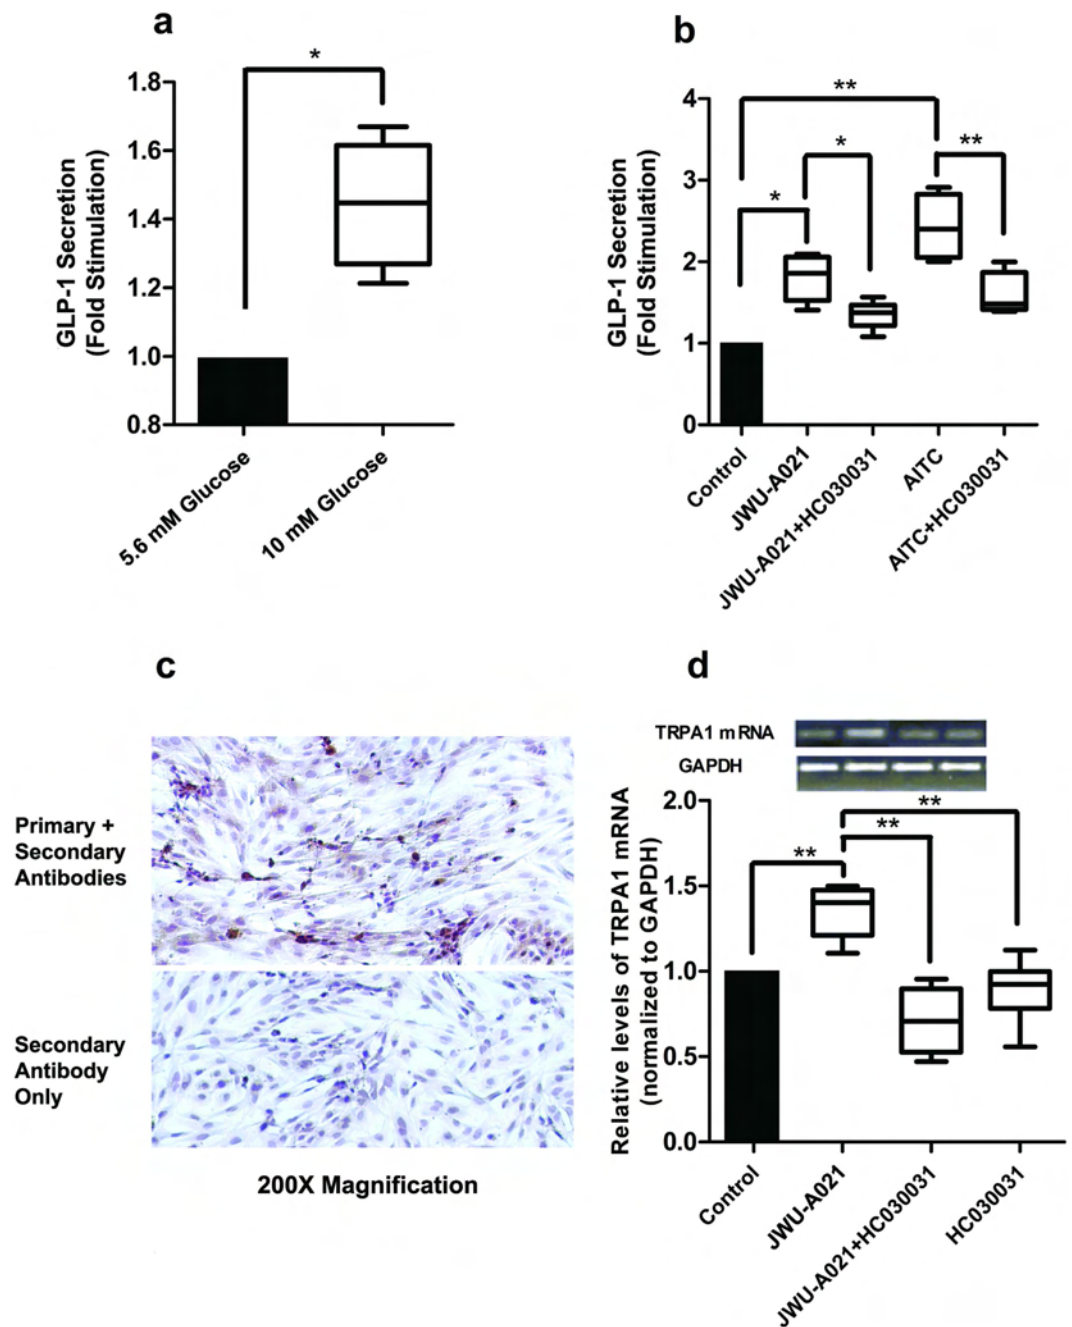 a
GLP-1 Secretion
(Fold Stimulation)
1.8
1.6
1.4
1.2
1.0
0.8
*
5.6 mM Glucose
10 mM Glucose
b
GLP-1 Secretion
(Fold Stimulation)
4
3
2
1
0
**
*
**
*
Control
JWU-A021
JWU-A021+HC030031
AITC
AITC+HC030031
c
Primary +
Secondary
Antibodies
Secondary
Antibody
Only
200X Magnification
d
TRPA1 mRNA
GAPDH
Relative levels of TRPA1 mRNA
(normalized to GAPDH)
2.0
1.5
1.0
0.5
0.0
**
**
**
Control
JWU-A021
JWU-A021+HC030031
HC030031